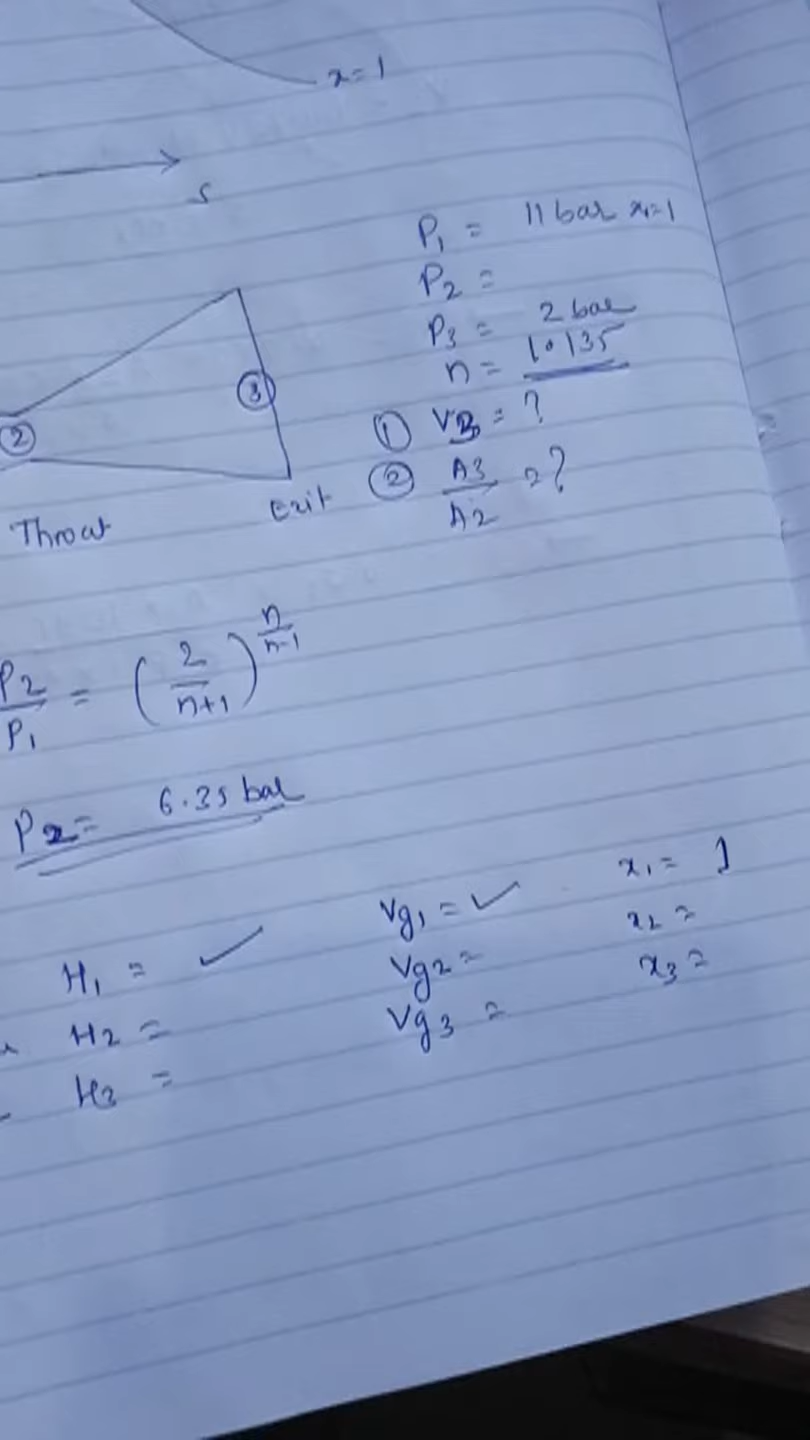 x=1
s
P1 = 11 bar x1=1
P2 =
P3 = 2 bar
n = 1.135
① V3 = ?
② A3/A2 = ?
②
③
Throat
Exit
P2/P1 = (2/n+1)^n/n-1
P2 = 6.35 bar
H1 = ✓ Vg1 = ✓ x1 = 1
H2 = Vg2 = x2 =
H3 = Vg3 = x3 =